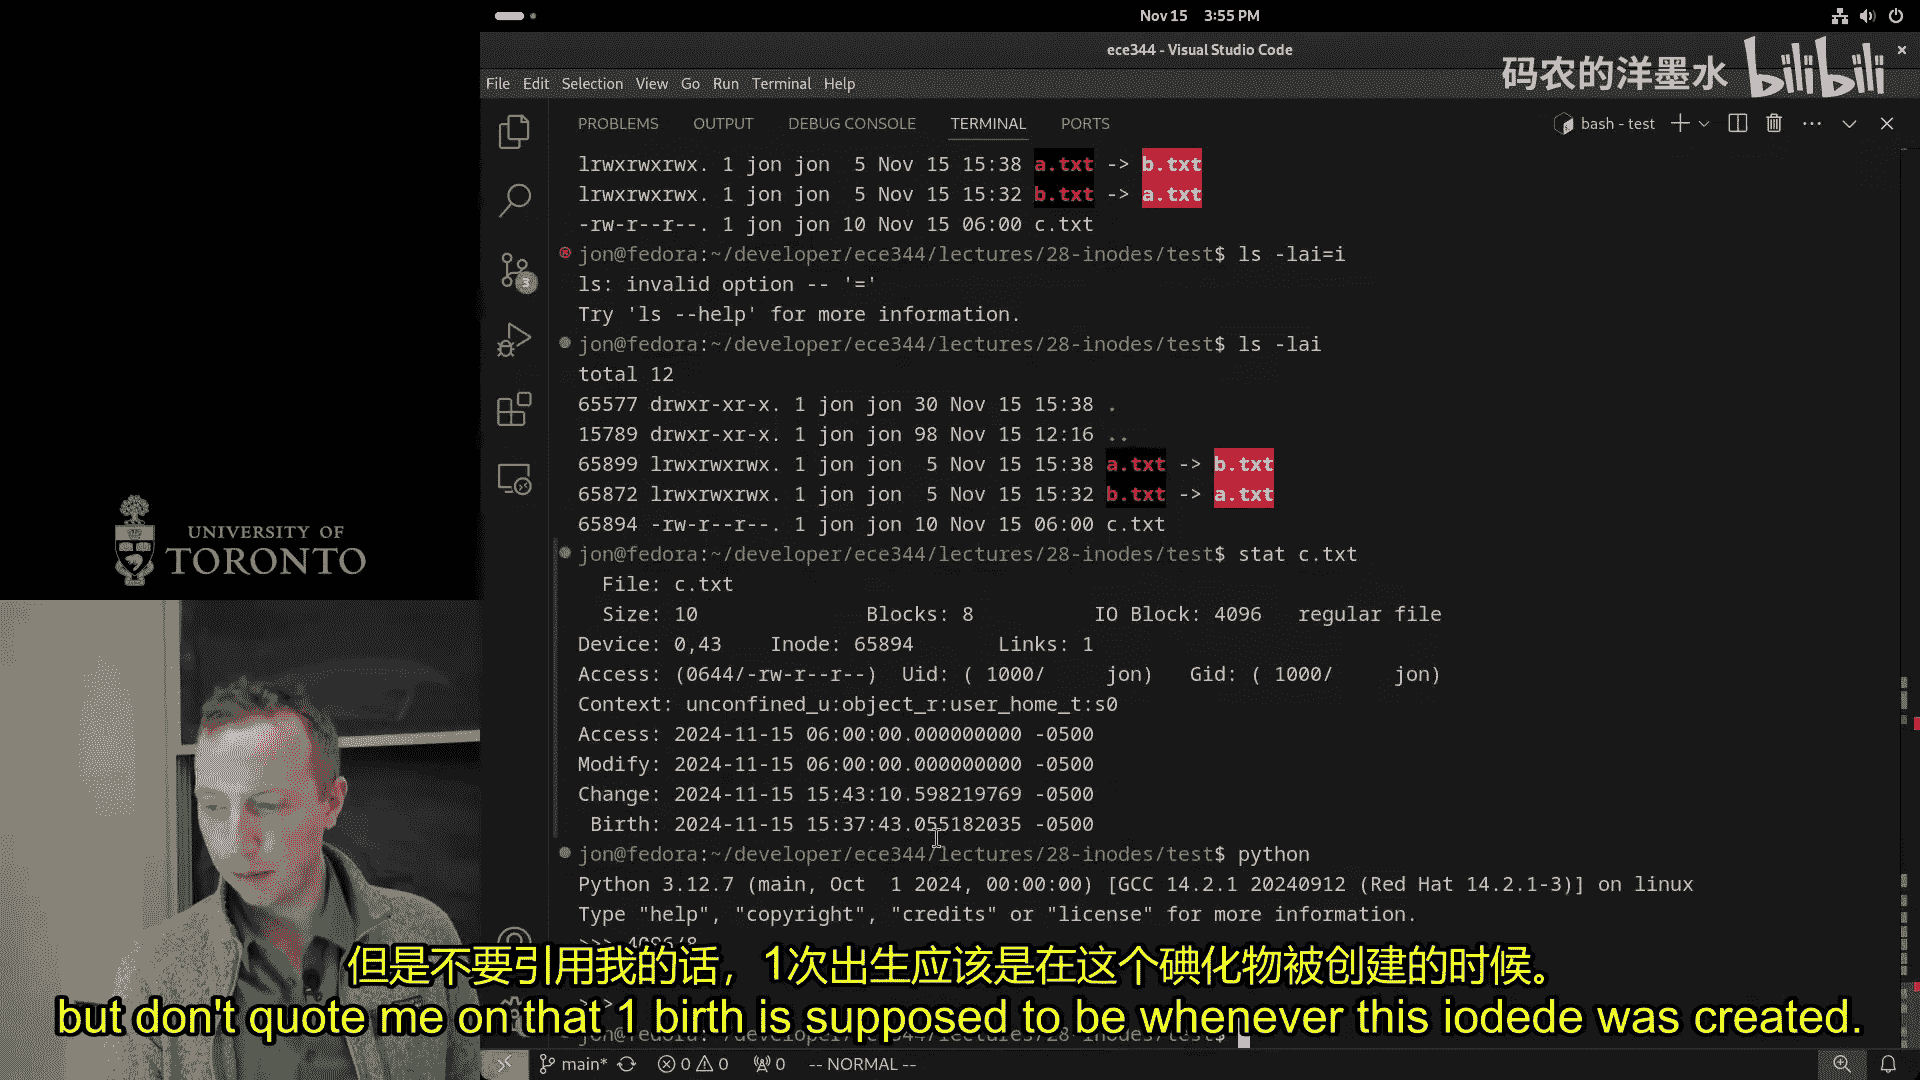 Nov 15 3:55 PM
ece344 - Visual Studio Code
码农的洋墨水 bilibili
File Edit Selection View Go Run Terminal Help
PROBLEMS OUTPUT DEBUG CONSOLE TERMINAL PORTS
bash - test
lrwxrwxrwx. 1 jon jon  5 Nov 15 15:38 a.txt -> b.txt
lrwxrwxrwx. 1 jon jon  5 Nov 15 15:32 b.txt -> a.txt
-rw-r--r--. 1 jon jon 10 Nov 15 06:00 c.txt
jon@fedora:~/developer/ece344/lectures/28-inodes/test$ ls -lai=i
ls: invalid option -- '='
Try 'ls --help' for more information.
jon@fedora:~/developer/ece344/lectures/28-inodes/test$ ls -lai
total 12
65577 drwxr-xr-x. 1 jon jon 30 Nov 15 15:38 .
15789 drwxr-xr-x. 1 jon jon 98 Nov 15 12:16 ..
65899 lrwxrwxrwx. 1 jon jon  5 Nov 15 15:38 a.txt -> b.txt
65872 lrwxrwxrwx. 1 jon jon  5 Nov 15 15:32 b.txt -> a.txt
65894 -rw-r--r--. 1 jon jon 10 Nov 15 06:00 c.txt
jon@fedora:~/developer/ece344/lectures/28-inodes/test$ stat c.txt
File: c.txt
Size: 10 Blocks: 8 IO Block: 4096 regular file
Device: 0,43 Inode: 65894 Links: 1
Access: (0644/-rw-r--r--) Uid: ( 1000/ jon) Gid: ( 1000/ jon)
Context: unconfined_u:object_r:user_home_t:s0
Access: 2024-11-15 06:00:00.000000000 -0500
Modify: 2024-11-15 06:00:00.000000000 -0500
Change: 2024-11-15 15:43:10.598219769 -0500
Birth: 2024-11-15 15:37:43.055182035 -0500
jon@fedora:~/developer/ece344/lectures/28-inodes/test$ python
Python 3.12.7 (main, Oct  1 2024, 00:00:00) [GCC 14.2.1 20240912 (Red Hat 14.2.1-3)] on linux
Type "help", "copyright", "credits" or "license" for more information.
>>> 4096/8
>>>
jon@fedora:~/developer/ece344/lectures/28-inodes/test$
3
UNIVERSITY OF
TORONTO
但是不要引用我的话，1次出生应该是在这个碘化物被创建的时候。
but don't quote me on that 1 birth is supposed to be whenever this iodede was created.
main* 0 0 0 -- NORMAL --